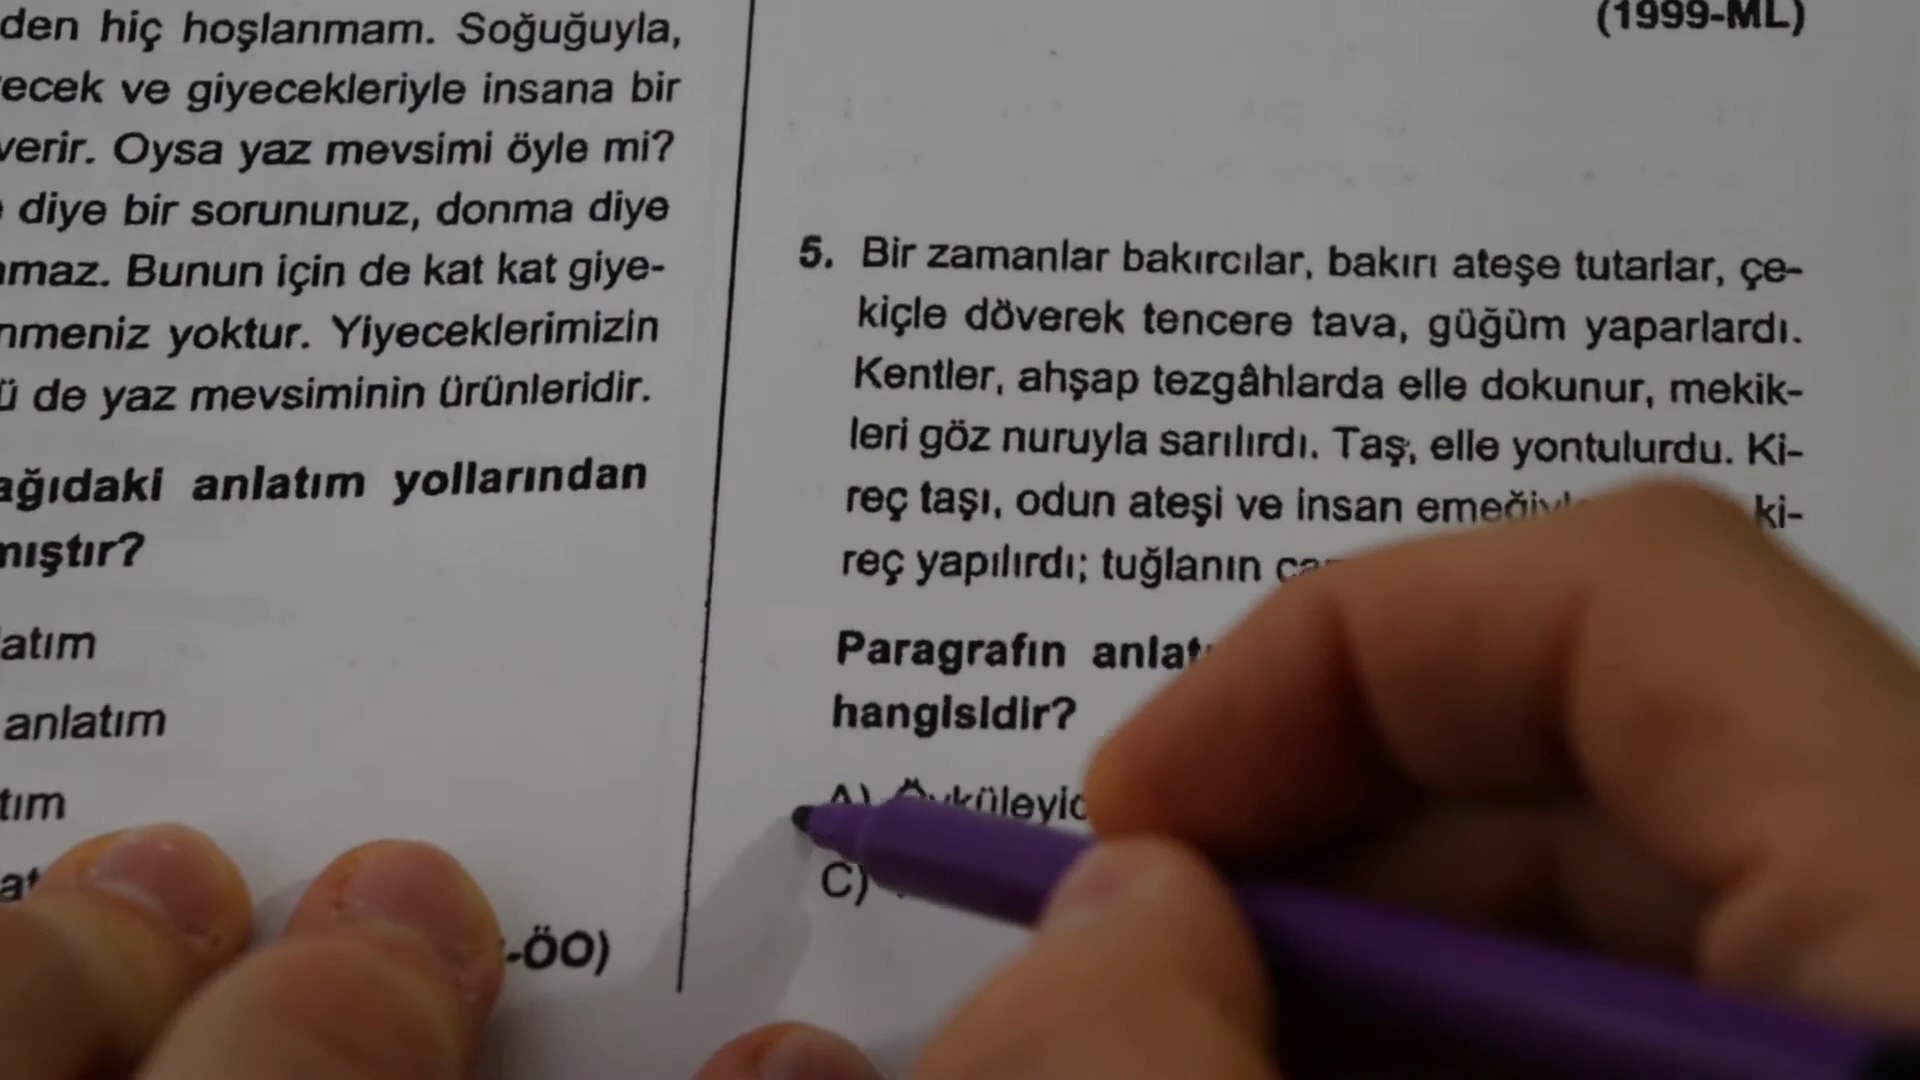 den hiç hoşlanmam. Soğuğuyla,
ecek ve giyecekleriyle insana bir
verir. Oysa yaz mevsimi öyle mi?
diye bir sorununuz, donma diye
maz. Bunun için de kat kat giye-
nmeniz yoktur. Yiyeceklerimizin
ü de yaz mevsiminin ürünleridir.
ağıdaki anlatım yollarından
mıştır?
latım
anlatım
tım
-ÖO)
(1999-ML)
5. Bir zamanlar bakırcılar, bakırı ateşe tutarlar, çe-
kiçle döverek tencere tava, güğüm yaparlardı.
Kentler, ahşap tezgâhlarda elle dokunur, mekik-
leri göz nuruyla sarılırdı. Taş, elle yontulurdu. Ki-
reç taşı, odun ateşi ve insan ki-
reç yapılırdı; tuğlanın
Paragrafın
hangisidir?
A)
C)